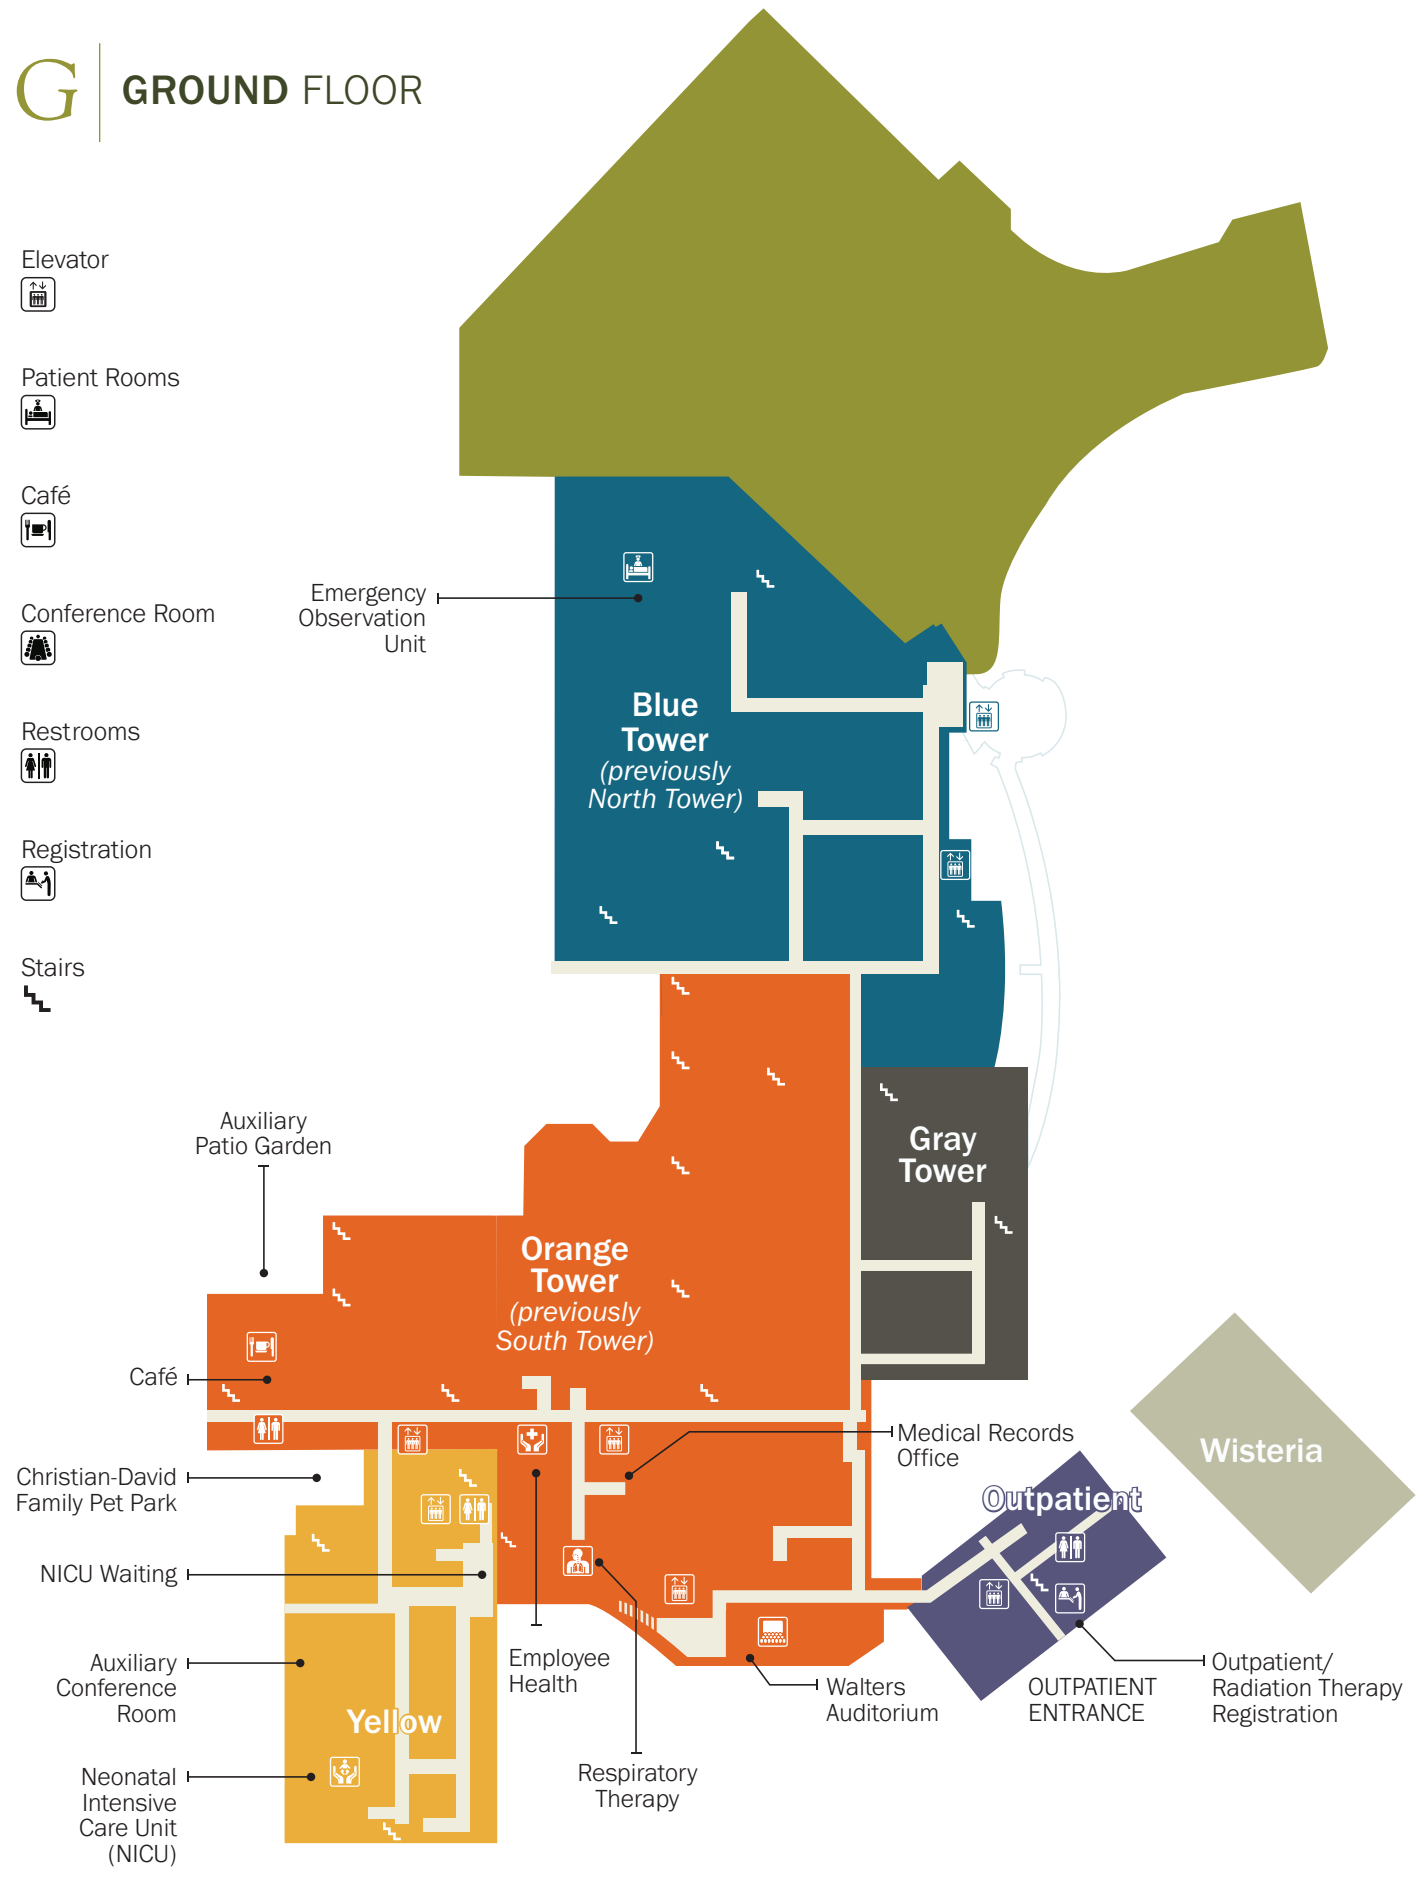 G
GROUND FLOOR
Elevator
Patient Rooms
Café
Conference Room
Restrooms
Registration
Stairs
Emergency
Observation
Unit
Blue
Tower
(previously
North Tower)
Auxiliary
Patio Garden
Gray
Tower
Orange
Tower
(previously
South Tower)
Café
Medical Records
Office
Wisteria
Christian-David
Family Pet Park
Outpatient
NICU Waiting
Employee
Health
Auxiliary
Conference
Room
Yellow
Walters
Auditorium
OUTPATIENT
ENTRANCE
Outpatient/
Radiation Therapy
Registration
Respiratory
Therapy
Neonatal
Intensive
Care Unit
(NICU)